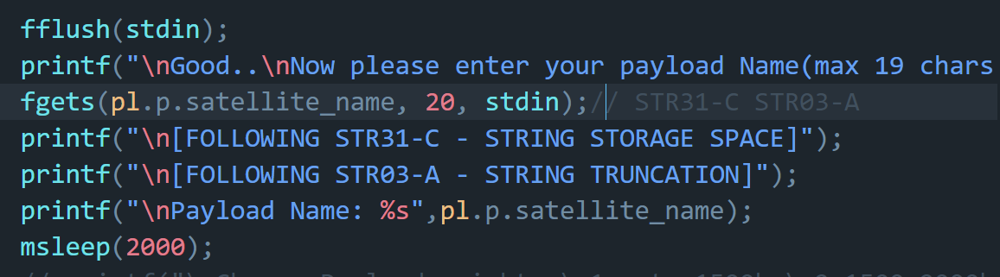 fflush(stdin);
printf("\nGood..\nNow please enter your payload Name(max 19 chars
fgets(pl.p.satellite_name, 20, stdin);// STR31-C STR03-A
printf("\n[FOLLOWING STR31-C - STRING STORAGE SPACE]");
printf("\n[FOLLOWING STR03-A - STRING TRUNCATION]");
printf("\nPayload Name: %s",pl.p.satellite_name);
msleep(2000);